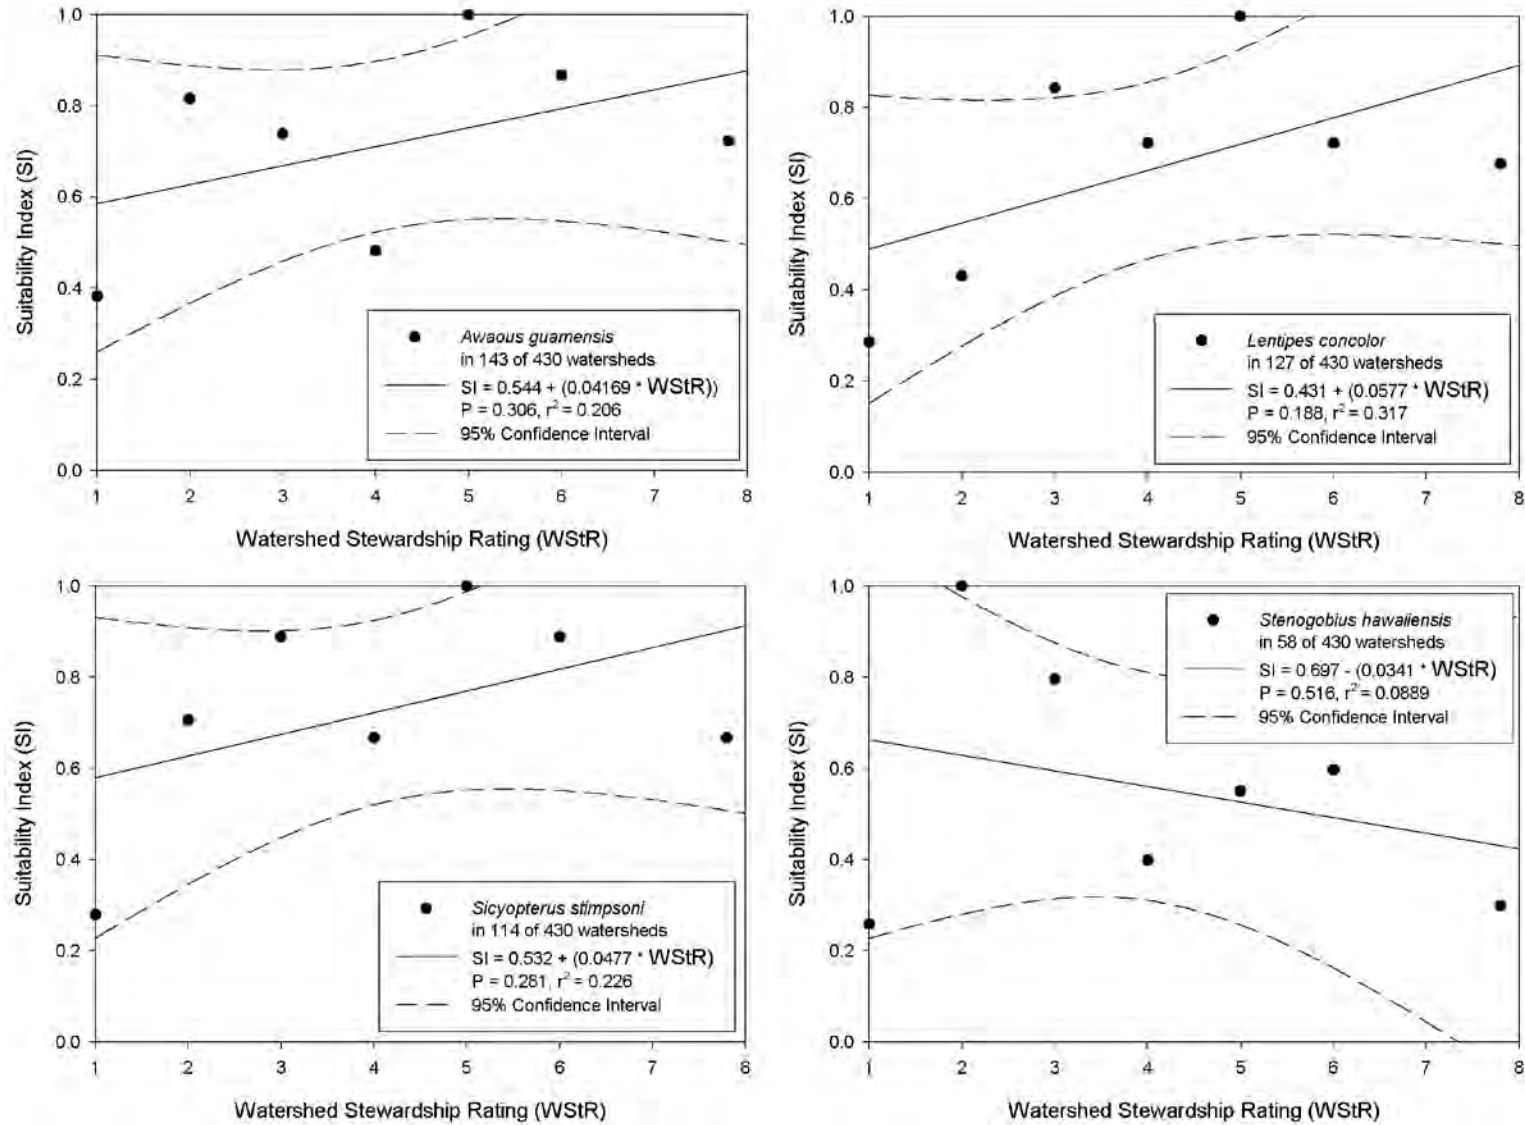 1.0
0.8
0.6
0.4
0.2
0.0
Suitability Index (SI)
Awaous guamensis
in 143 of 430 watersheds
SI = 0.544 + (0.04169 * WStR))
P = 0.306, r² = 0.206
95% Confidence Interval
1 2 3 4 5 6 7 8
Watershed Stewardship Rating (WStR)
1.0
0.8
0.6
0.4
0.2
0.0
Suitability Index (SI)
Lentipes concolor
in 127 of 430 watersheds
SI = 0.431 + (0.0577 * WStR)
P = 0.188, r² = 0.317
95% Confidence Interval
1 2 3 4 5 6 7 8
Watershed Stewardship Rating (WStR)
1.0
0.8
0.6
0.4
0.2
0.0
Suitability Index (SI)
Sicyopterus stimpsoni
in 114 of 430 watersheds
SI = 0.532 + (0.0477 * WStR)
P = 0.281, r² = 0.226
95% Confidence Interval
1 2 3 4 5 6 7 8
Watershed Stewardship Rating (WStR)
1.0
0.8
0.6
0.4
0.2
0.0
Suitability Index (SI)
Stenogobius hawaiiensis
in 58 of 430 watersheds
SI = 0.697 - (0.0341 * WStR)
P = 0.516, r² = 0.0889
95% Confidence Interval
1 2 3 4 5 6 7 8
Watershed Stewardship Rating (WStR)